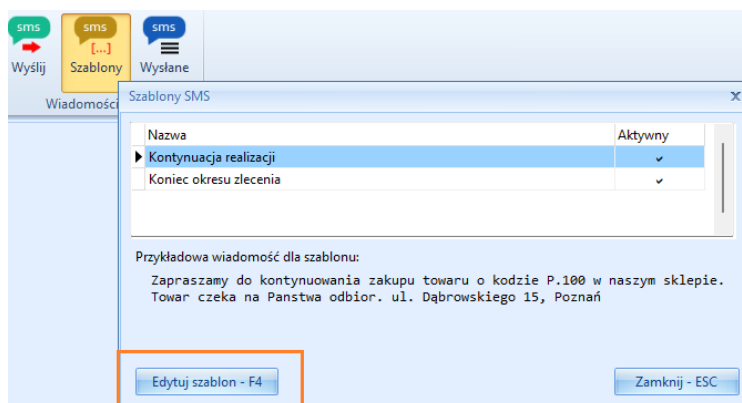 sms
sms
[...]
sms
Wyślij
Szablony
Wysłane
Wiadomości
Szablony SMS
x
Nazwa Aktywny
Kontynuacja realizacji
Koniec okresu zlecenia
Przykładowa wiadomość dla szablonu:
Zapraszamy do kontynuowania zakupu towaru o kodzie P.100 w naszym sklepie.
Towar czeka na Panstwa odbior. ul. Dąbrowskiego 15, Poznań
Edytuj szablon - F4 Zamknij - ESC